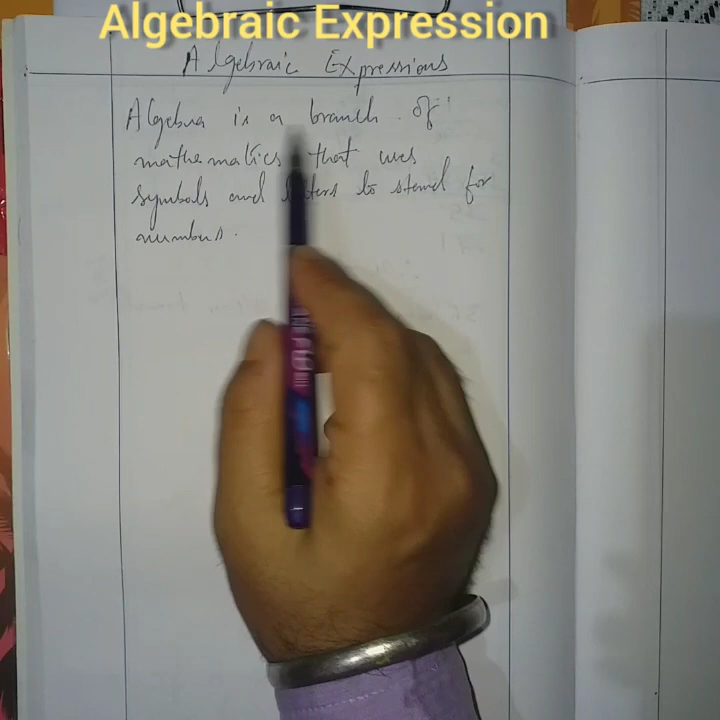 Algebraic Expression
Algebraic Expressions
Algebra is a branch of
mathematics that uses
symbols and letters to stand for
numbers.